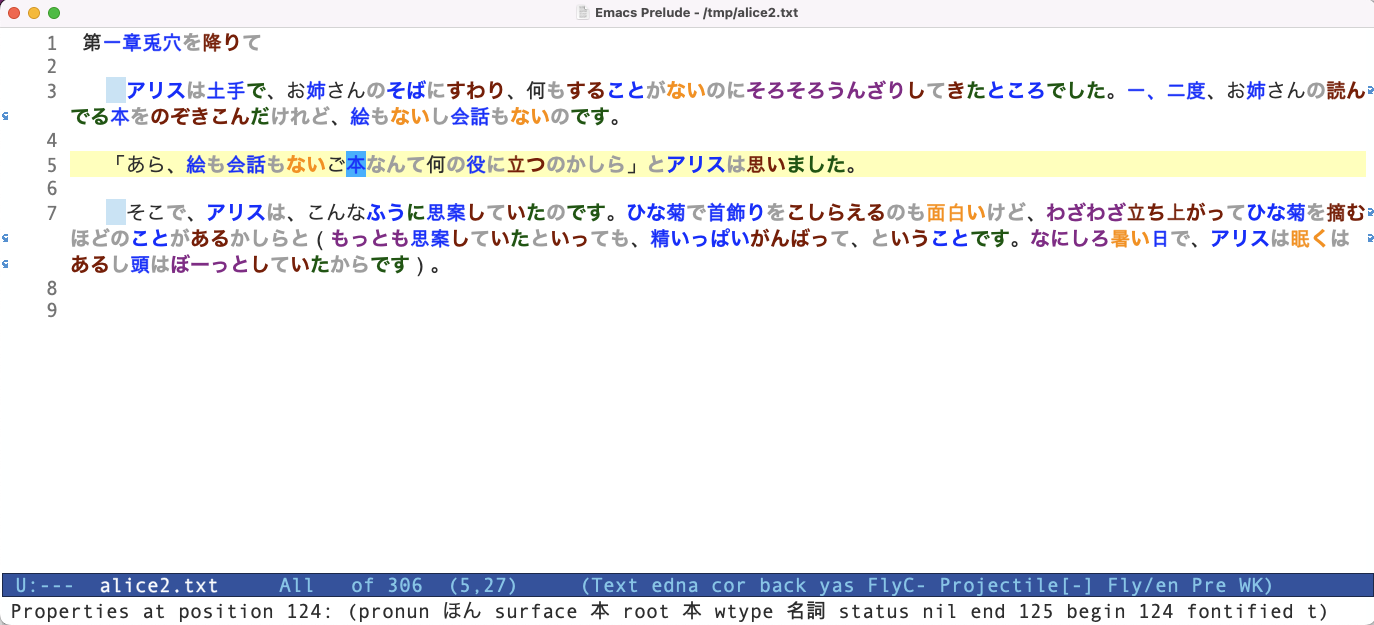 Emacs Prelude - /tmp/alice2.txt
1 第一章兎穴を降りて
2
3 アリスは土手で、お姉さんのそばにすわり、何もすることがないのにそろそろうんざりしてきたところでした。一、二度、お姉さんの読ん
でる本をのぞきこんだけれど、絵もないし会話もないのです。
4
5 「あら、絵も会話もないご本なんて何の役に立つのかしら」とアリスは思いました。
6
7 そこで、アリスは、こんなふうに思案していたのです。ひな菊で首飾りをこしらえるのも面白いけど、わざわざ立ち上がってひな菊を摘む
ほどのことがあるかしらと(もっとも思案していたといっても、精いっぱいがんばって、ということです。なにしろ暑い日で、アリスは眠くは
あるし頭はぼーっとしていたからです)。
8
9
U:--- alice2.txt All of 306 (5,27) (Text edna cor back yas FlyC- Projectile[-] Fly/en Pre WK)
Properties at position 124: (pronun ほん surface 本 root 本 wtype 名詞 status nil end 125 begin 124 fontified t)